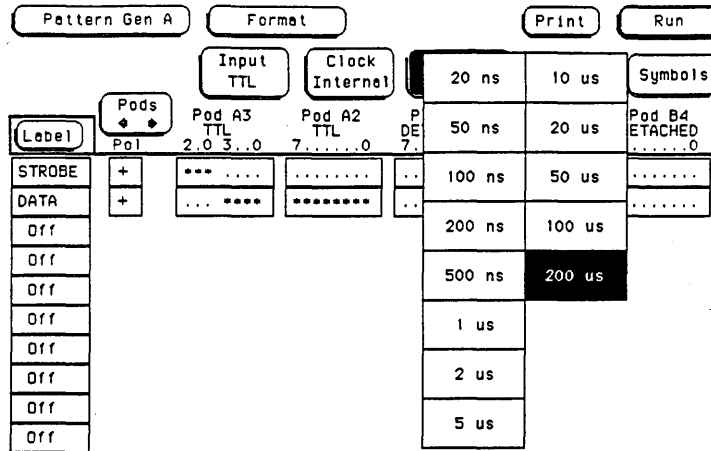 Pattern Gen A Format Print Run
Input TTL Clock Internal Symbols
Pods
Label Pol
Pod A3 TTL 2.0 3..0
Pod A2 TTL 7......0
P DE 7.
Pod B4 ETACHED ......0
STROBE + *** .... ........ .. .......
DATA + ... **** ******** .. .......
Off
Off
Off
Off
Off
Off
Off
Off
20 ns 10 us
50 ns 20 us
100 ns 50 us
200 ns 100 us
500 ns 200 us
1 us
2 us
5 us